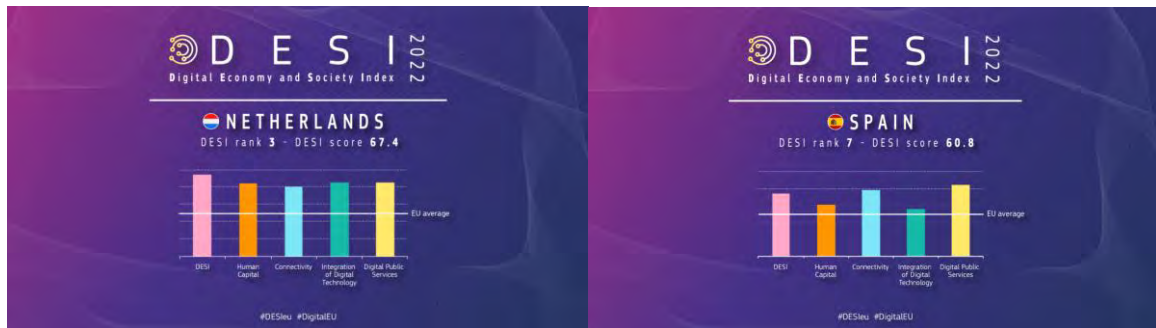 DESI 2022
Digital Economy and Society Index
NETHERLANDS
DESI rank 3 - DESI score 67.4
EU average
DESI
Human Capital
Connectivity
Integration of Digital Technology
Digital Public Services
#DESIeu #DigitalEU
DESI 2022
Digital Economy and Society Index
SPAIN
DESI rank 7 - DESI score 60.8
EU average
DESI
Human Capital
Connectivity
Integration of Digital Technology
Digital Public Services
#DESIeu #DigitalEU